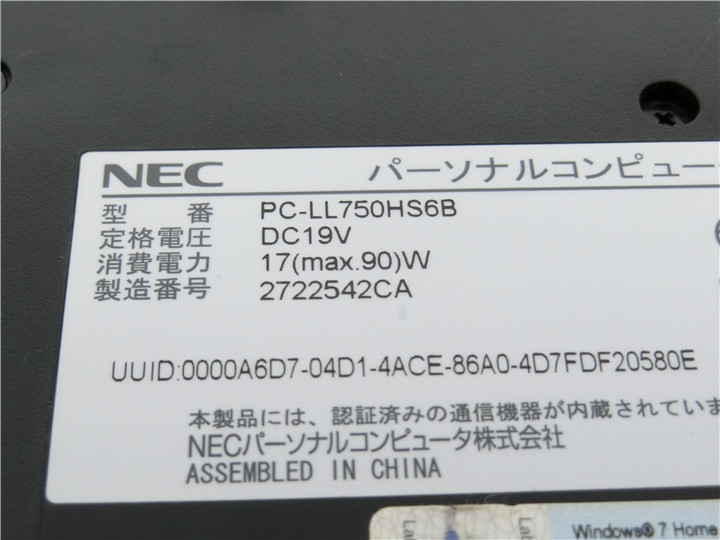 NEC パーソナルコンピュー
型 番 PC-LL750HS6B
定格電圧 DC19V
消費電力 17(max.90)W
製造番号 2722542CA
UUID:0000A6D7-04D1-4ACE-86A0-4D7FDF20580E
本製品には、認証済みの通信機器が内蔵されていま
NECパーソナルコンピュータ株式会社
ASSEMBLED IN CHINA
Windows® 7 Home